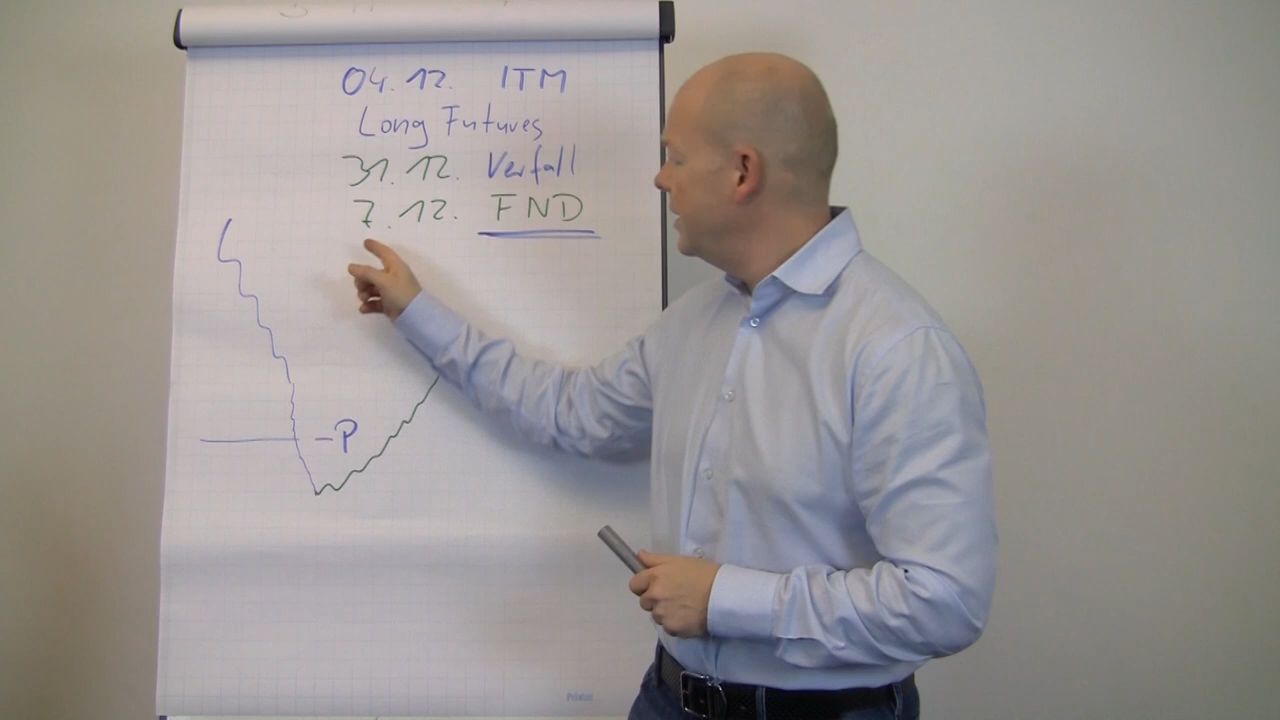 04.12. ITM
Long Futures
31.12. Verfall
7.12. FND
-P